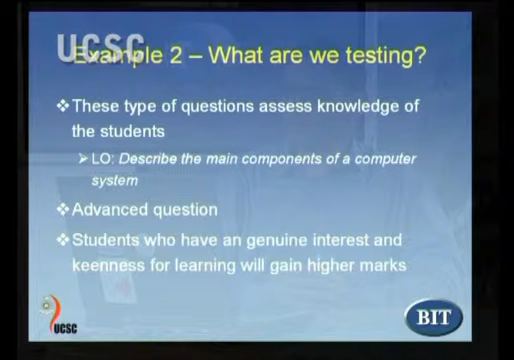 UCSC
Example 2 – What are we testing?
These type of questions assess knowledge of
the students
LO: Describe the main components of a computer
system
Advanced question
Students who have an genuine interest and
keenness for learning will gain higher marks
UCSC
BIT